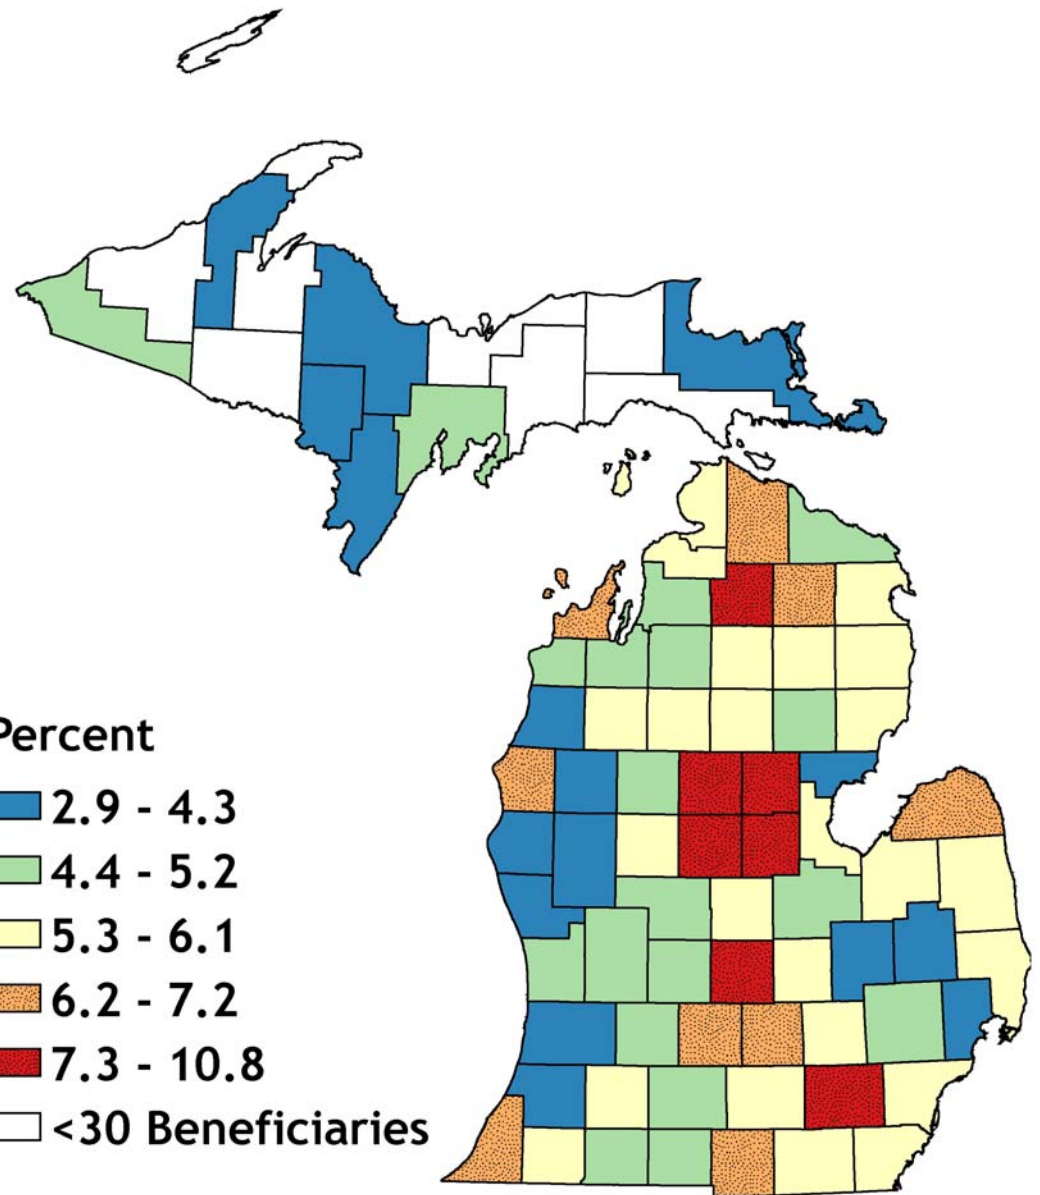 Percent
2.9 - 4.3
4.4 - 5.2
5.3 - 6.1
6.2 - 7.2
7.3 - 10.8
<30 Beneficiaries